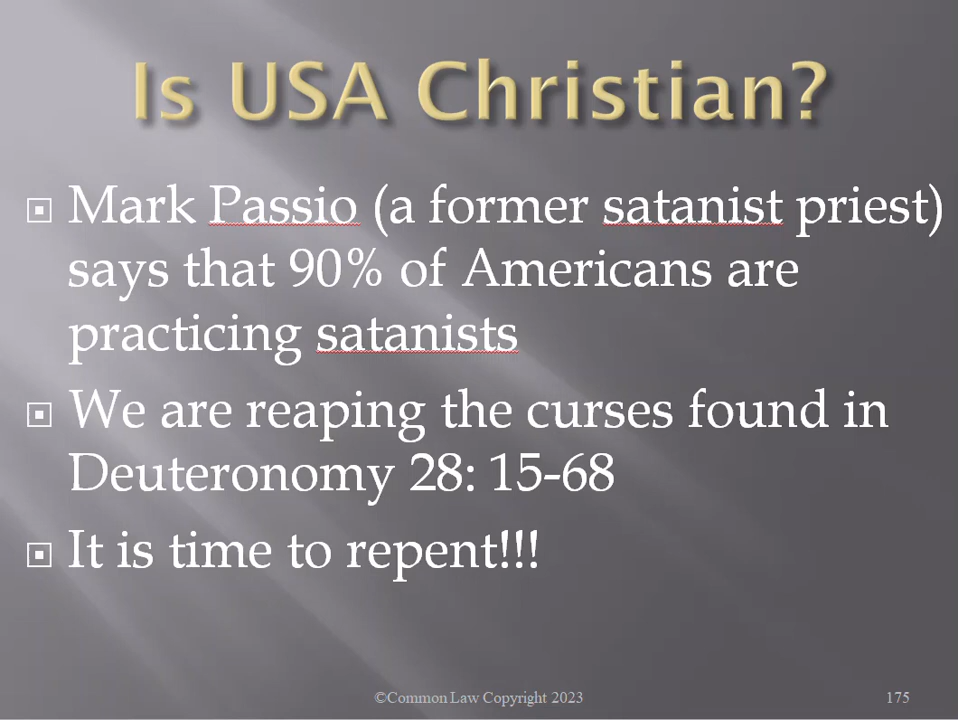 Is USA Christian?
Mark Passio (a former satanist priest)
says that 90% of Americans are
practicing satanists
We are reaping the curses found in
Deuteronomy 28: 15-68
It is time to repent!!!
©Common Law Copyright 2023
175